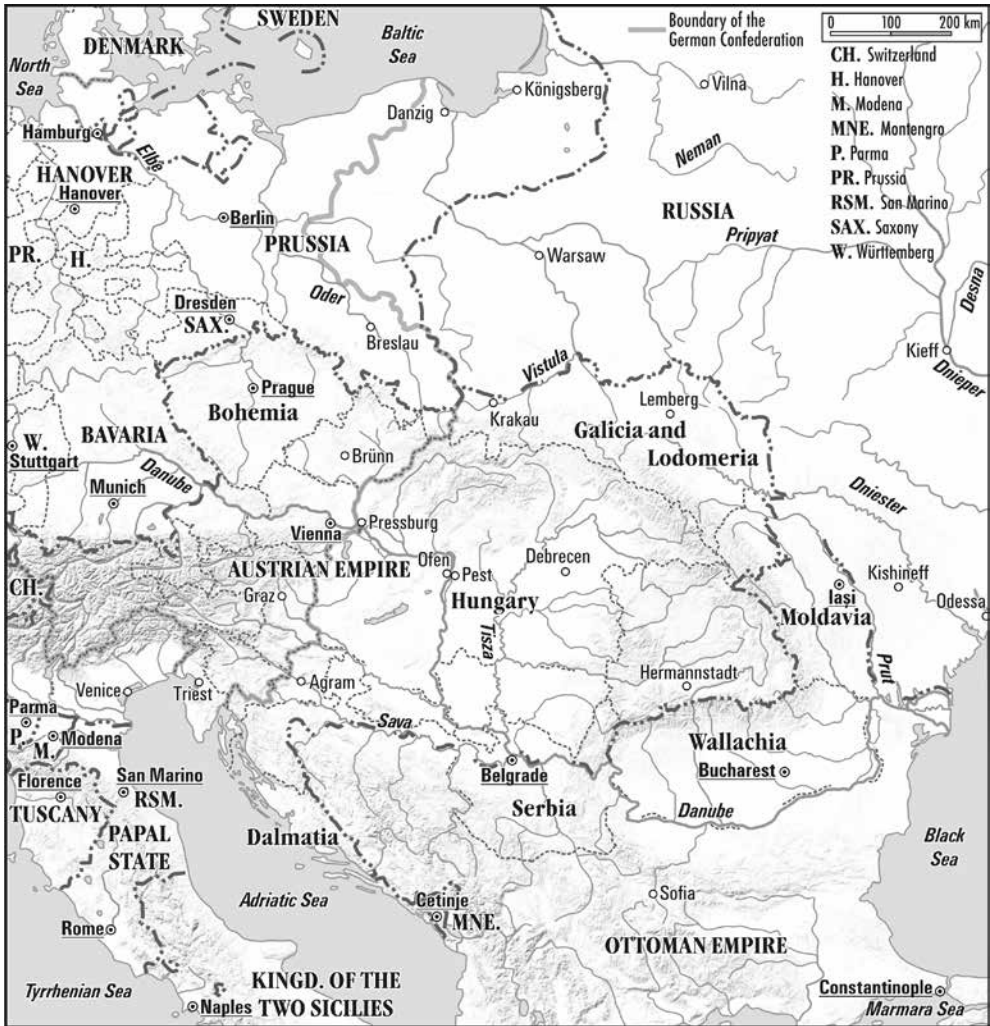 SWEDEN
DENMARK
Baltic
Sea
North
Sea
Boundary of the
German Confederation
0 100 200 km
CH. Switzerland
H. Hanover
M. Modena
MNE. Montengro
P. Parma
PR. Prussia
RSM. San Marino
SAX. Saxony
W. Württemberg
Königsberg
Vilna
Danzig
Hamburg
Elbe
Neman
HANOVER
Hanover
Berlin
RUSSIA
PRUSSIA
Pripyat
PR.
H.
Warsaw
Desna
Oder
Dresden
SAX.
Breslau
Kieff
Dnieper
Vistula
Prague
Bohemia
Krakau
Lemberg
Galicia and
Lodomeria
W.
Stuttgart
BAVARIA
Danube
Brünn
Munich
Dniester
Vienna
Pressburg
CH.
AUSTRIAN EMPIRE
Graz
Ofen
Pest
Debrecen
Hungary
Tisza
Iași
Moldavia
Kishineff
Odessa
Prut
Venice
Triest
Agram
Hermannstadt
Parma
P.
M.
Modena
Sava
Wallachia
Bucharest
Florence
TUSCANY
San Marino
RSM.
Belgrade
Serbia
Danube
PAPAL
STATE
Dalmatia
Black
Sea
Adriatic Sea
Cetinje
MNE.
Sofia
Rome
OTTOMAN EMPIRE
Tyrrhenian Sea
KINGD. OF THE
TWO SICILIES
Naples
Constantinople
Marmara Sea